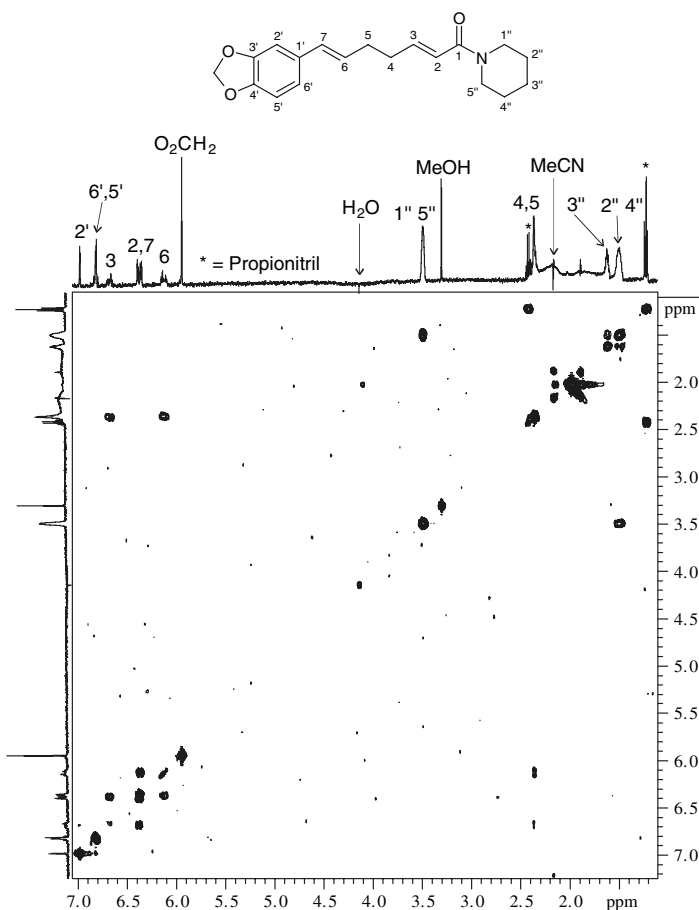 O
5 3 1"
2' 7 2"
O 3' 1' 1 N
6 4 2 3"
O 4' 6' 5"
5' 4"
O₂CH₂
6',5' MeOH MeCN *
4,5 3" 2" 4"
2' H₂O 1" 5" *
3 2,7 6 * = Propionitril
ppm
2.0
2.5
3.0
3.5
4.0
4.5
5.0
5.5
6.0
6.5
7.0
7.0 6.5 6.0 5.5 5.0 4.5 4.0 3.5 3.0 2.5 2.0 ppm